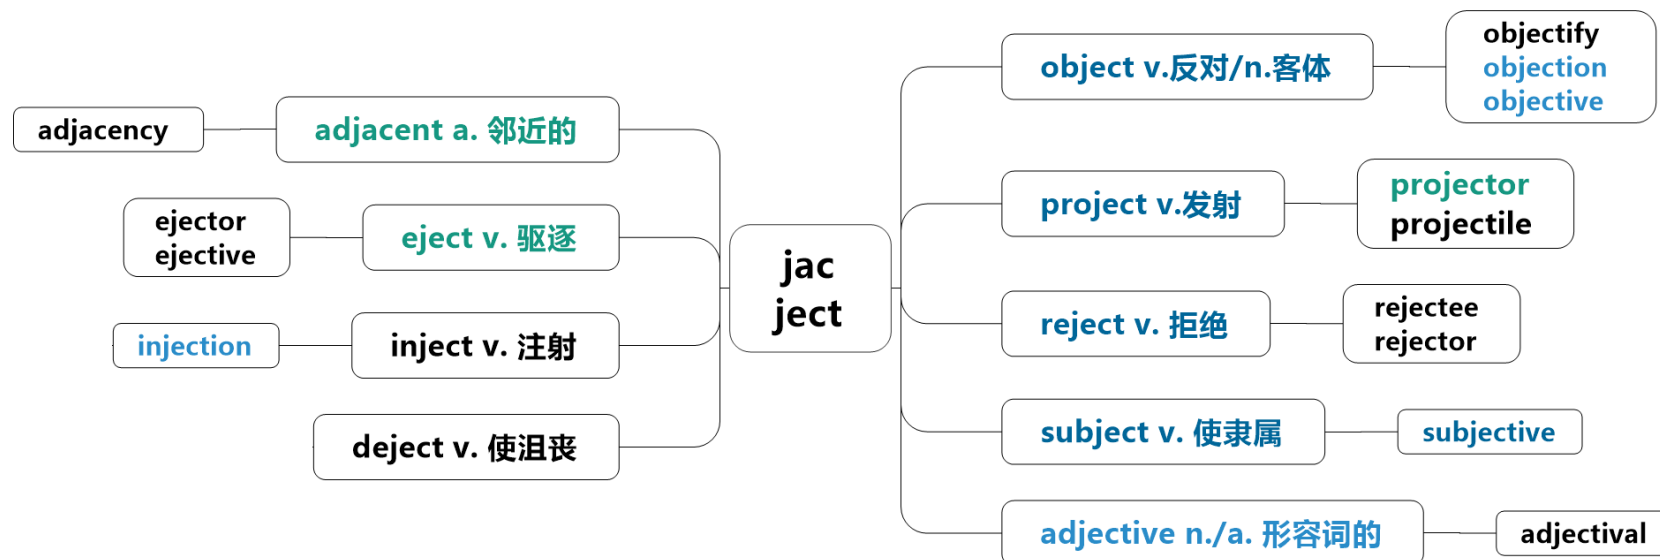 jac
ject
adjacent a. 邻近的
adjacency
eject v. 驱逐
ejector
ejective
inject v. 注射
injection
deject v. 使沮丧
object v.反对/n.客体
objectify
objection
objective
project v.发射
projector
projectile
reject v. 拒绝
rejectee
rejector
subject v. 使隶属
subjective
adjective n./a. 形容词的
adjectival